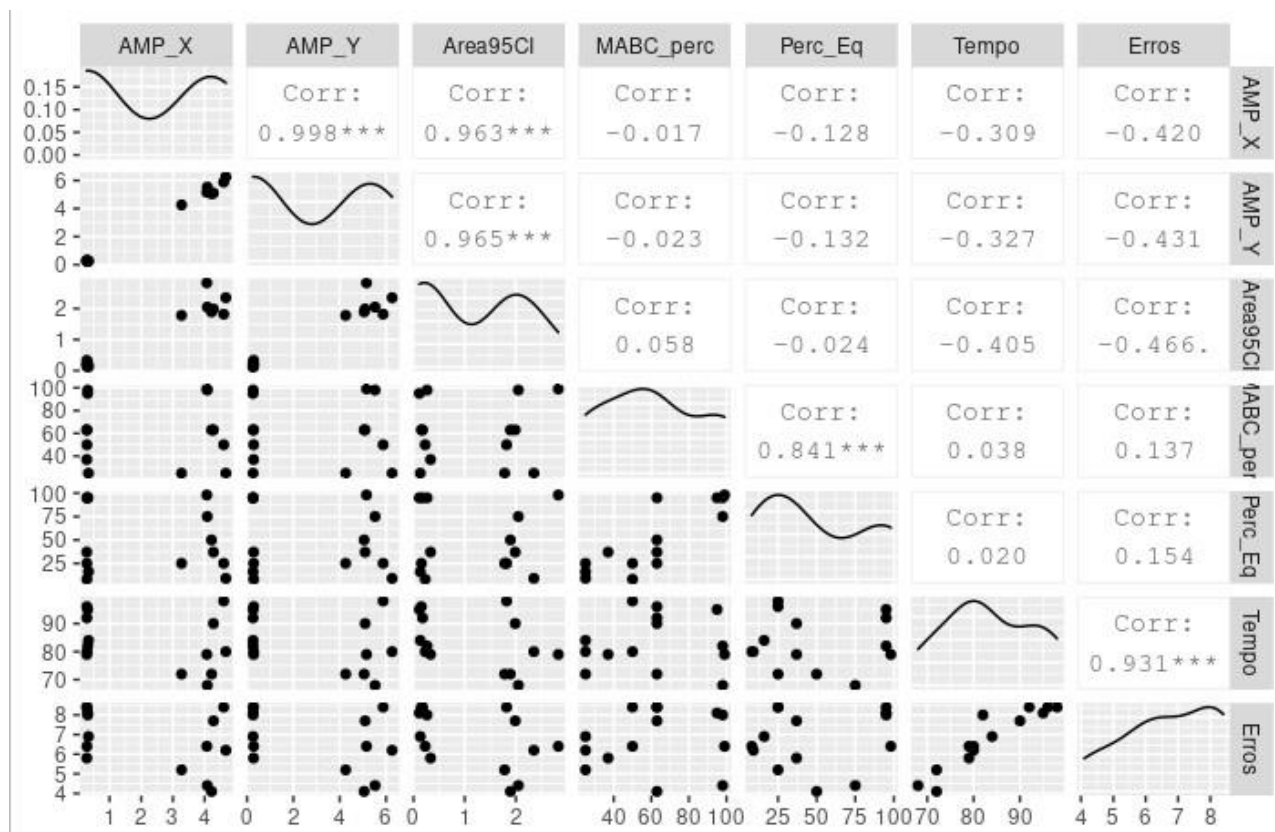 AMP_X AMP_Y Area95CI MABC_perc Perc_Eq Tempo Erros
0.15
0.10
0.05
0.00
Corr:
0.998***
Corr:
0.963***
Corr:
-0.017
Corr:
-0.128
Corr:
-0.309
Corr:
-0.420
AMP_X
6
4
2
0
Corr:
0.965***
Corr:
-0.023
Corr:
-0.132
Corr:
-0.327
Corr:
-0.431
AMP_Y
2
1
0
Corr:
0.058
Corr:
-0.024
Corr:
-0.405
Corr:
-0.466.
Area95CI
100
80
60
40
Corr:
0.841***
Corr:
0.038
Corr:
0.137
MABC_per
100
75
50
25
Corr:
0.020
Corr:
0.154
Perc_Eq
90
80
70
Corr:
0.931***
Tempo
8
7
6
5
4
Erros
1 2 3 4 0 2 4 6 0 1 2 40 60 80 100 25 50 75 100 70 80 90 4 5 6 7 8